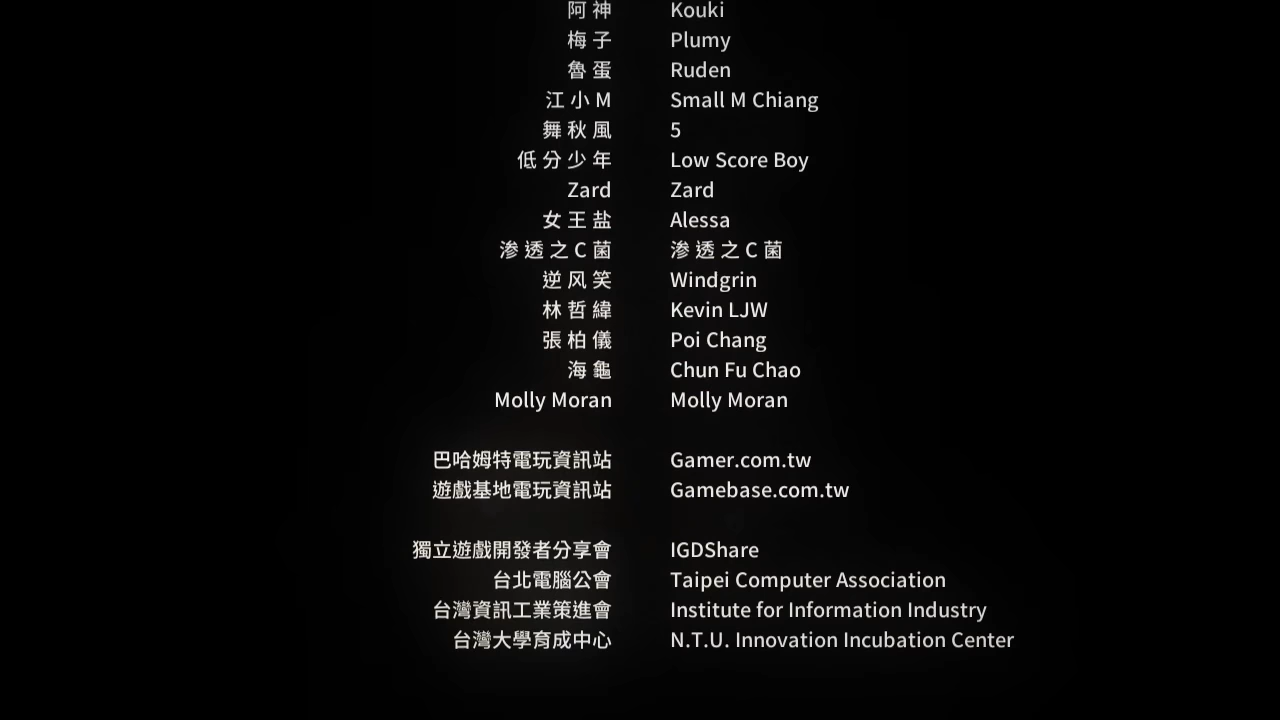 阿神 Kouki
梅子 Plumy
魯蛋 Ruden
江小M Small M Chiang
舞秋風 5
低分少年 Low Score Boy
Zard Zard
女王盐 Alessa
渗透之C菌 渗透之C菌
逆风笑 Windgrin
林哲緯 Kevin LJW
張柏儀 Poi Chang
海龜 Chun Fu Chao
Molly Moran Molly Moran
巴哈姆特電玩資訊站 Gamer.com.tw
遊戲基地電玩資訊站 Gamebase.com.tw
獨立遊戲開發者分享會 IGDShare
台北電腦公會 Taipei Computer Association
台灣資訊工業策進會 Institute for Information Industry
台灣大學育成中心 N.T.U. Innovation Incubation Center